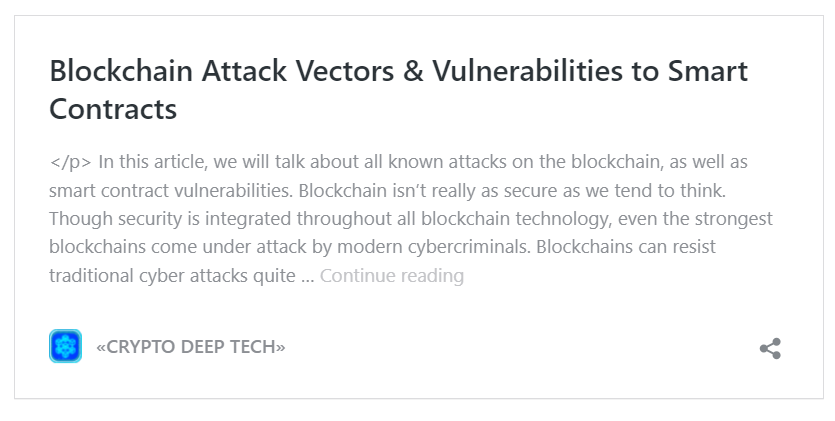 Blockchain Attack Vectors & Vulnerabilities to Smart
Contracts
</p> In this article, we will talk about all known attacks on the blockchain, as well as
smart contract vulnerabilities. Blockchain isn’t really as secure as we tend to think.
Though security is integrated throughout all blockchain technology, even the strongest
blockchains come under attack by modern cybercriminals. Blockchains can resist
traditional cyber attacks quite ... Continue reading
«CRYPTO DEEP TECH»